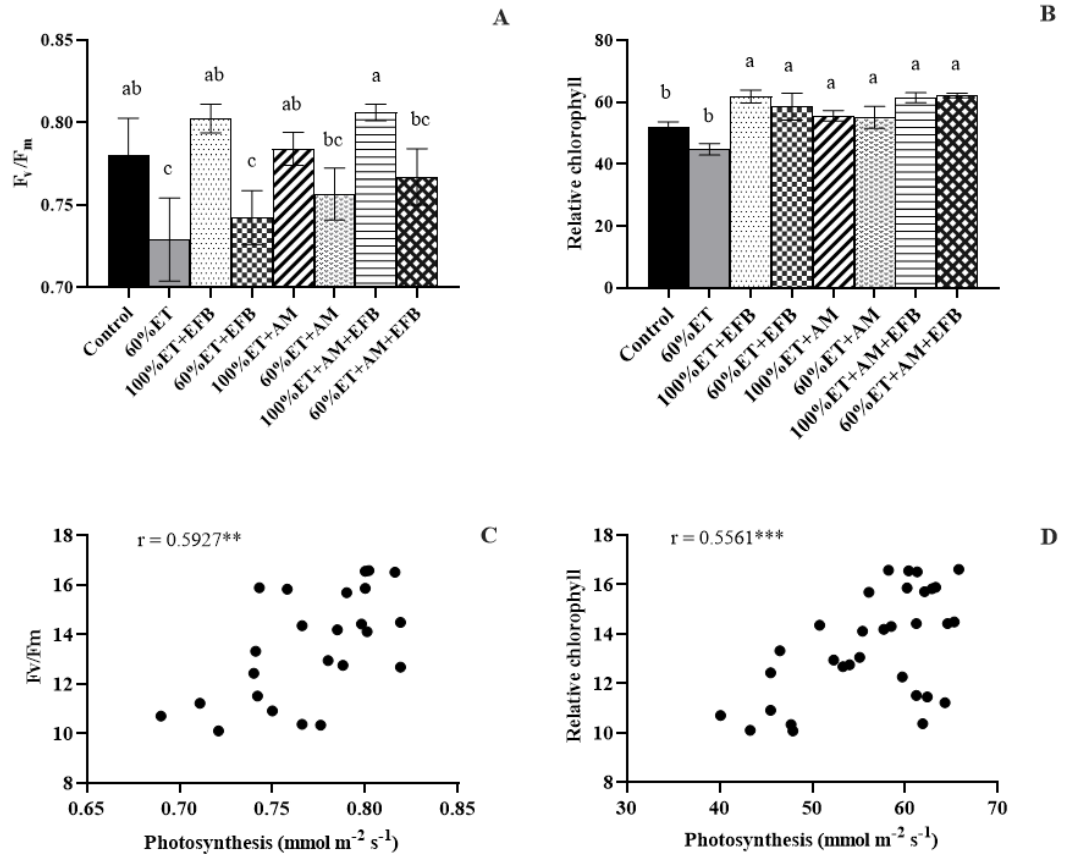 A
0.85
0.80
0.75
0.70
Fv/Fm
ab
c
ab
c
ab
bc
a
bc
Control
60%ET
100%ET+EFB
60%ET+EFB
100%ET+AM
60%ET+AM
100%ET+AM+EFB
60%ET+AM+EFB
B
80
60
40
20
0
Relative chlorophyll
b
b
a
a
a
a
a
a
Control
60%ET
100%ET+EFB
60%ET+EFB
100%ET+AM
60%ET+AM
100%ET+AM+EFB
60%ET+AM+EFB
C
r = 0.5927**
18
16
14
12
10
8
Fv/Fm
0.65
0.70
0.75
0.80
0.85
Photosynthesis (mmol m-2 s-1)
D
r = 0.5561***
18
16
14
12
10
8
Relative chlorophyll
30
40
50
60
70
Photosynthesis (mmol m-2 s-1)